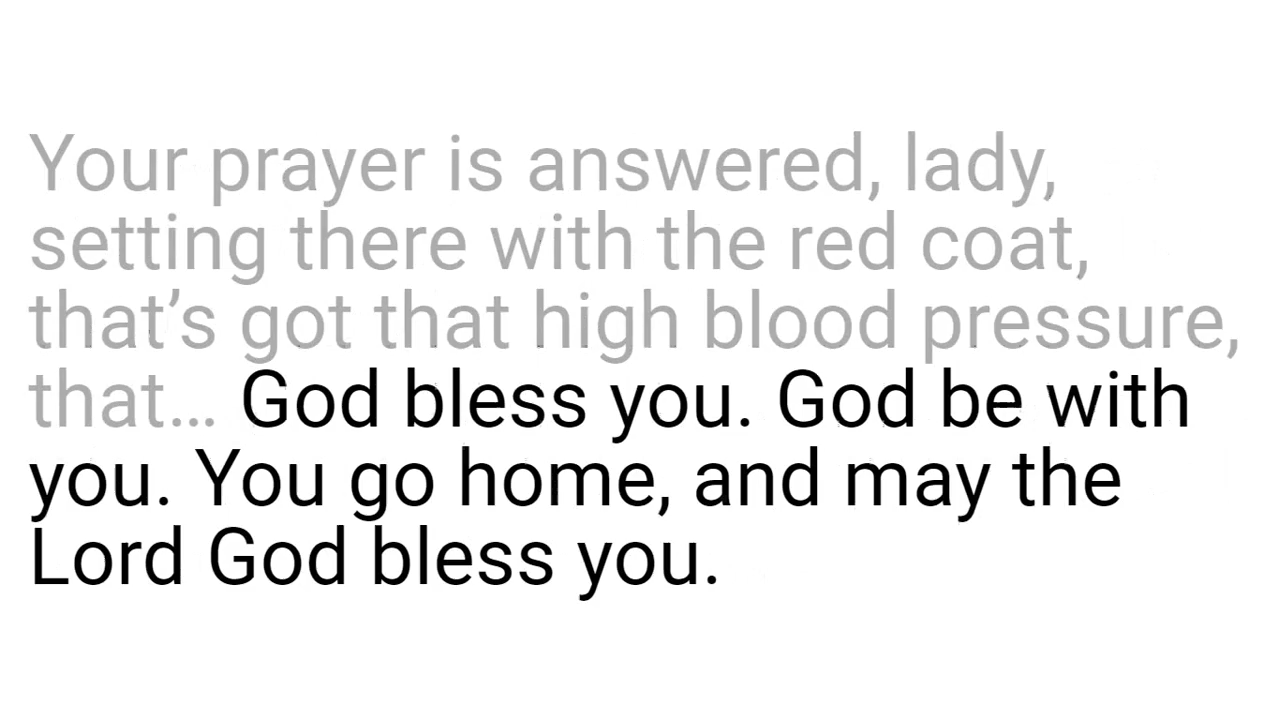 Your prayer is answered, lady,
setting there with the red coat,
that’s got that high blood pressure,
that… God bless you. God be with
you. You go home, and may the
Lord God bless you.